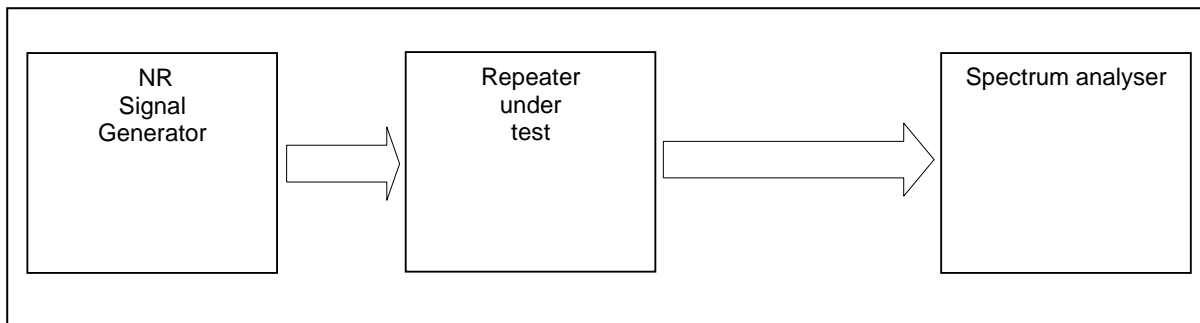 NR
Signal
Generator
Repeater
under
test
Spectrum analyser